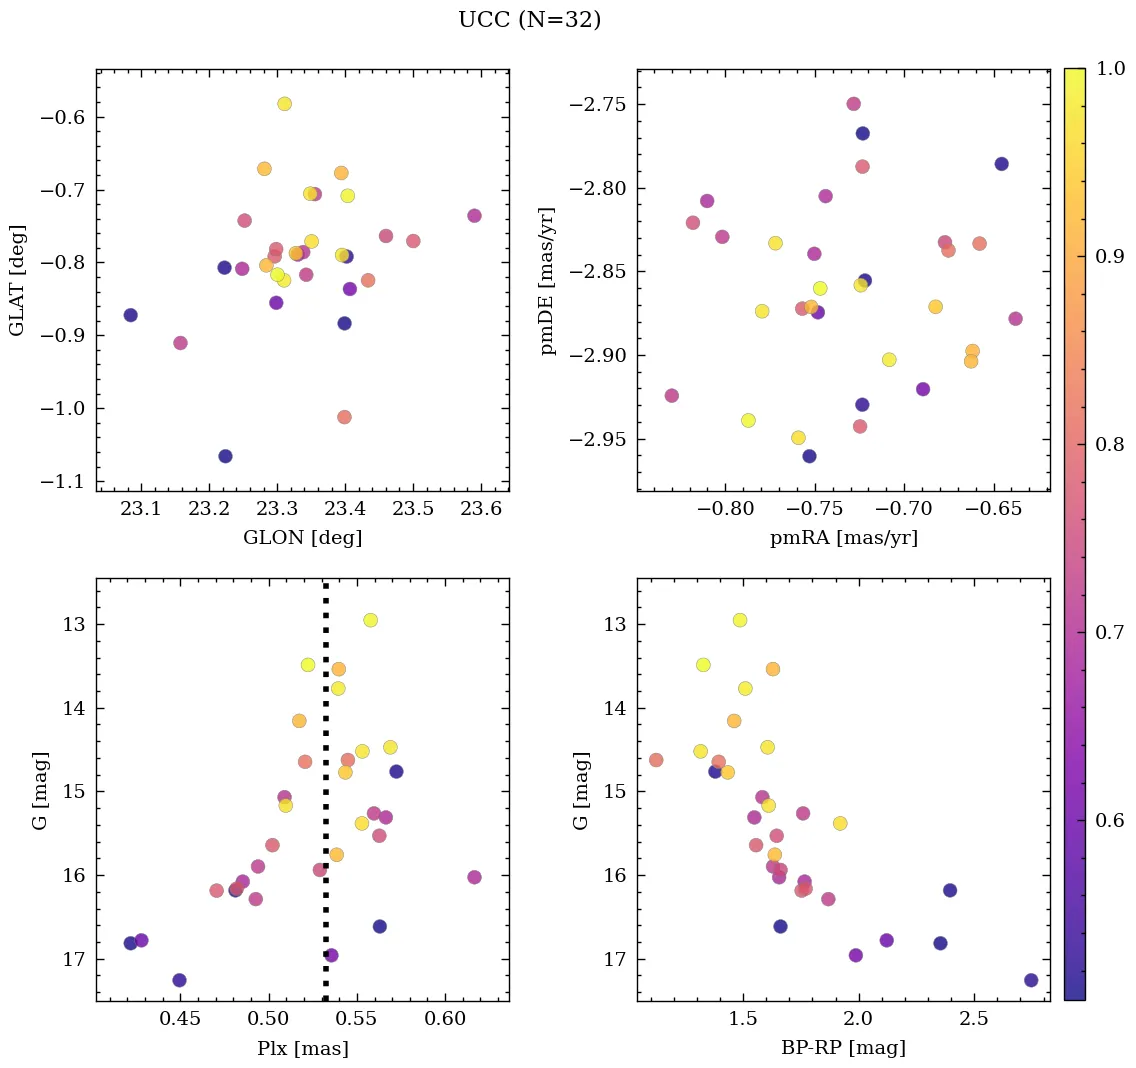 UCC (N=32)
−0.6
−0.7
−0.8
−0.9
−1.0
−1.1
GLAT [deg]
23.1 23.2 23.3 23.4 23.5 23.6
GLON [deg]
−2.75
−2.80
−2.85
−2.90
−2.95
pmDE [mas/yr]
−0.80 −0.75 −0.70 −0.65
pmRA [mas/yr]
1.0
0.9
0.8
0.7
0.6
13
14
15
16
17
G [mag]
0.45 0.50 0.55 0.60
Plx [mas]
13
14
15
16
17
G [mag]
1.5 2.0 2.5
BP-RP [mag]